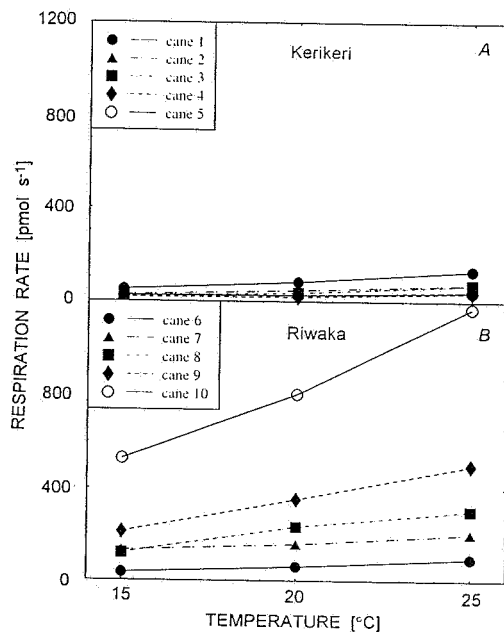 1200
800
400
0
cane 1
cane 2
cane 3
cane 4
cane 5
Kerikeri
A
RESPIRATION RATE [pmol s⁻¹]
cane 6
cane 7
cane 8
cane 9
cane 10
Riwaka
B
800
400
0
15
20
25
TEMPERATURE [°C]